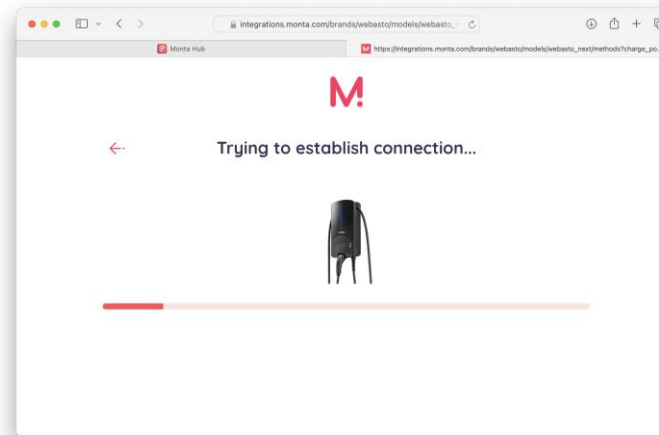 integrations.monta.com/brands/webasto/models/webasto_n
Monta Hub
https://integrations.monta.com/brands/webasto/models/webasto_next/methods?charge_po...
M!
Trying to establish connection...